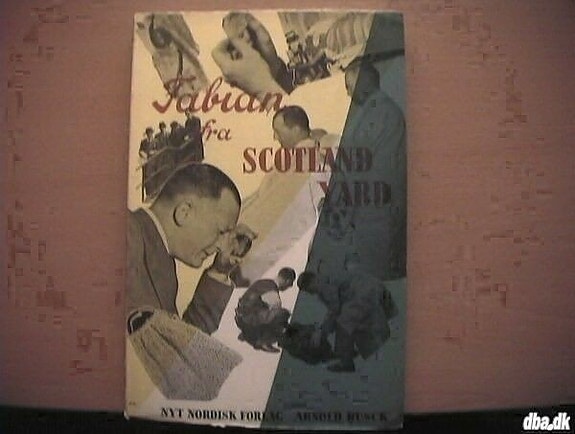 Fabian
fra
SCOTLAND
YARD
NYT NORDISK FORLAG ARNOLD BUSCK
dba.dk